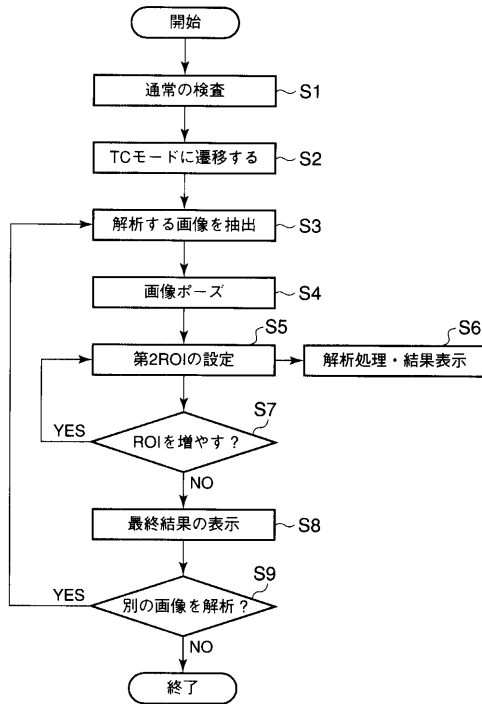 開始
通常の検査
S1
TCモードに遷移する
S2
解析する画像を抽出
S3
画像ポーズ
S4
S5
第2ROIの設定
S6
解析処理・結果表示
S7
YES
ROIを増やす？
NO
最終結果の表示
S8
S9
YES
別の画像を解析？
NO
終了